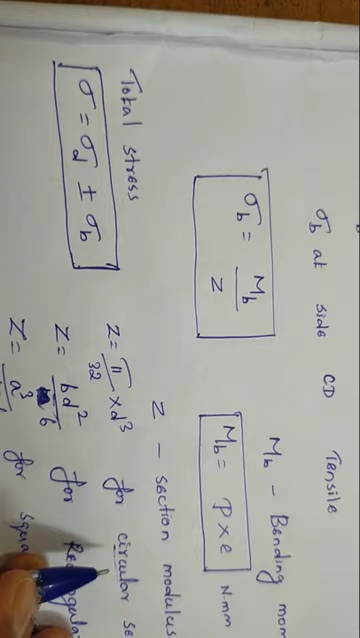 σb at side CD Tensile
Mb - Bending mom
σb = Mb / Z
Mb = P × e N.mm
Z - section modulus
Total stress
σ = σd ± σb
Z = π/32 × d³ for circular se
Z = bd²/6 for Rectangular
Z = a³/ for squa